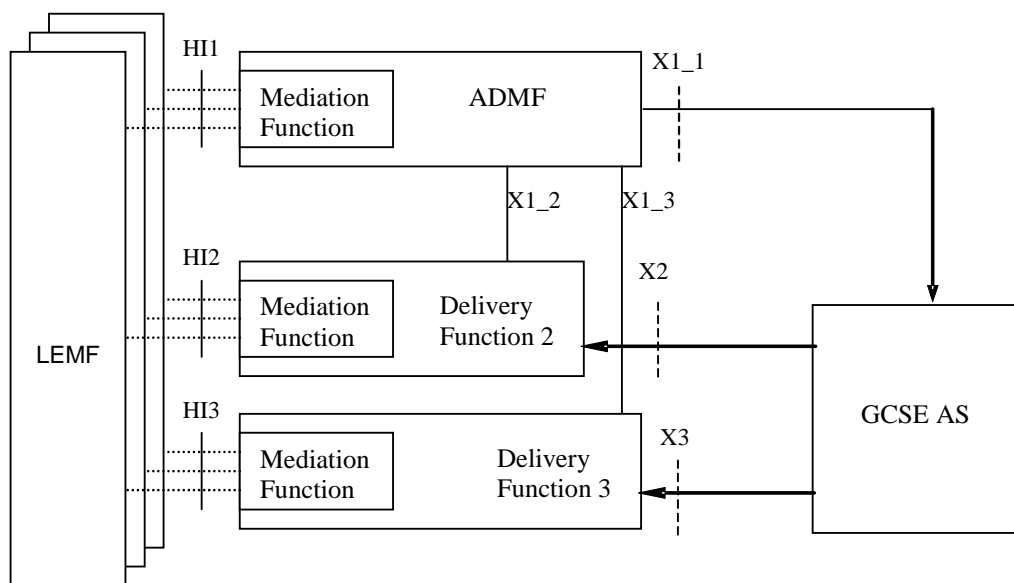 HI1
X1_1
Mediation
Function
ADMF
X1_2
X1_3
HI2
X2
Mediation
Function
Delivery
Function 2
LEMF
GCSE AS
HI3
X3
Mediation
Function
Delivery
Function 3